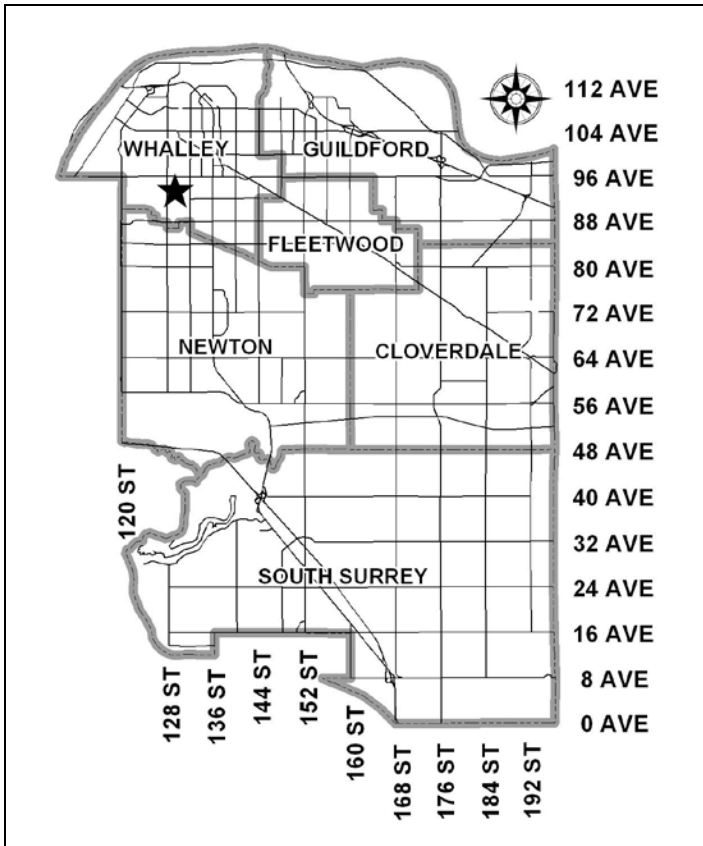 112 AVE
104 AVE
WHALLEY
GUILDFORD
96 AVE
88 AVE
FLEETWOOD
80 AVE
72 AVE
NEWTON
CLOVERDALE
64 AVE
56 AVE
48 AVE
120 ST
40 AVE
32 AVE
SOUTH SURREY
24 AVE
16 AVE
8 AVE
0 AVE
128 ST
136 ST
144 ST
152 ST
160 ST
168 ST
176 ST
184 ST
192 ST